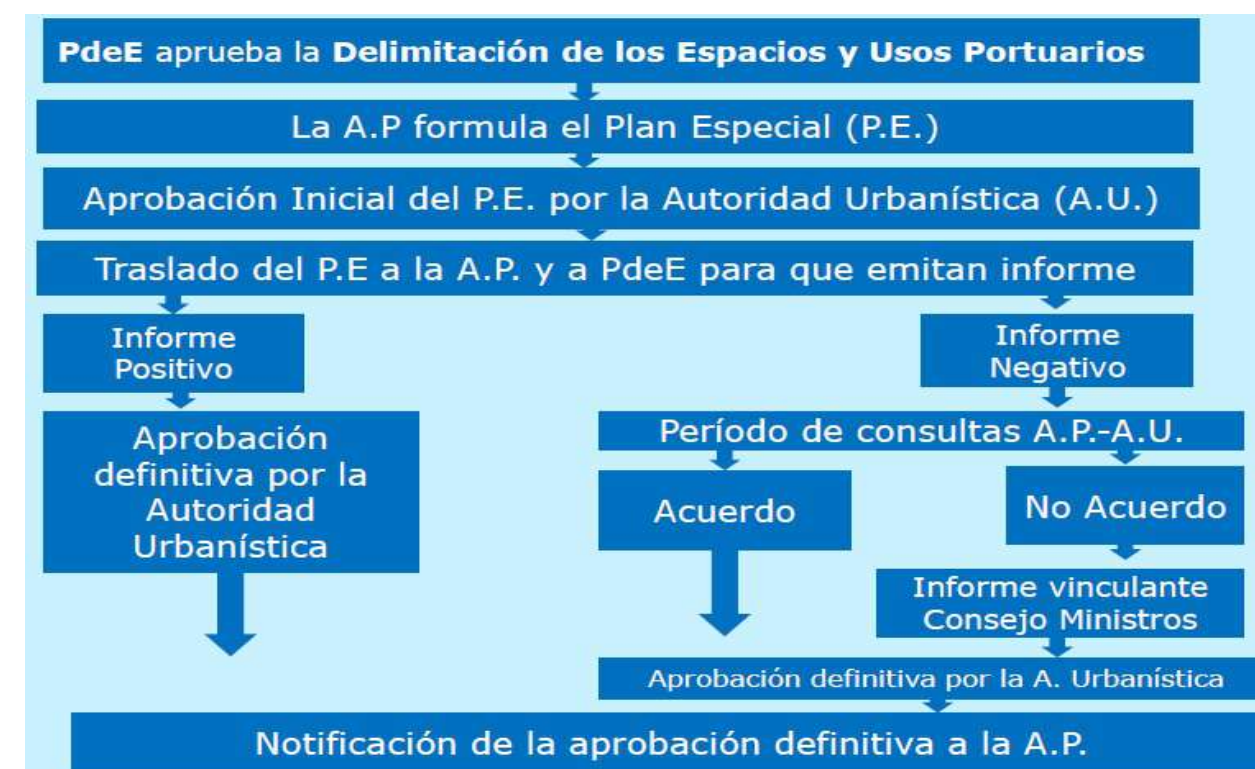 PdeE aprueba la Delimitación de los Espacios y Usos Portuarios
La A.P formula el Plan Especial (P.E.)
Aprobación Inicial del P.E. por la Autoridad Urbanística (A.U.)
Traslado del P.E a la A.P. y a PdeE para que emitan informe
Informe
Positivo
Informe
Negativo
Aprobación
definitiva por la
Autoridad
Urbanística
Período de consultas A.P.-A.U.
Acuerdo
No Acuerdo
Informe vinculante
Consejo Ministros
Aprobación definitiva por la A. Urbanística
Notificación de la aprobación definitiva a la A.P.